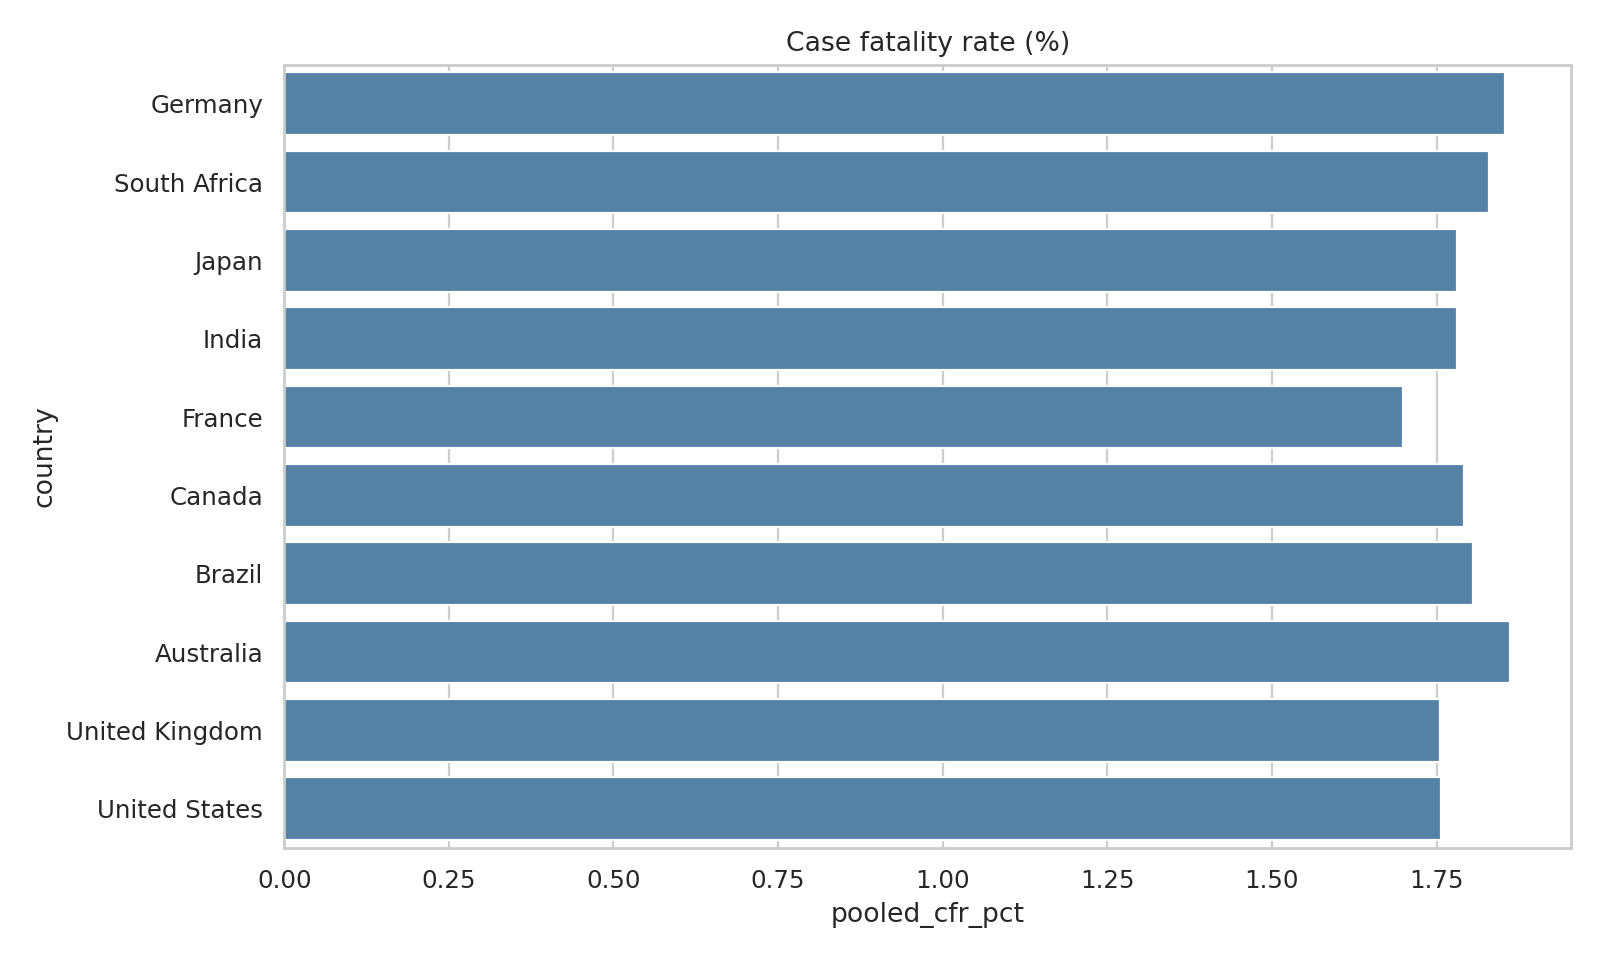 Case fatality rate (%)
Germany
South Africa
Japan
India
France
Canada
Brazil
Australia
United Kingdom
United States
country
0.00 0.25 0.50 0.75 1.00 1.25 1.50 1.75
pooled_cfr_pct